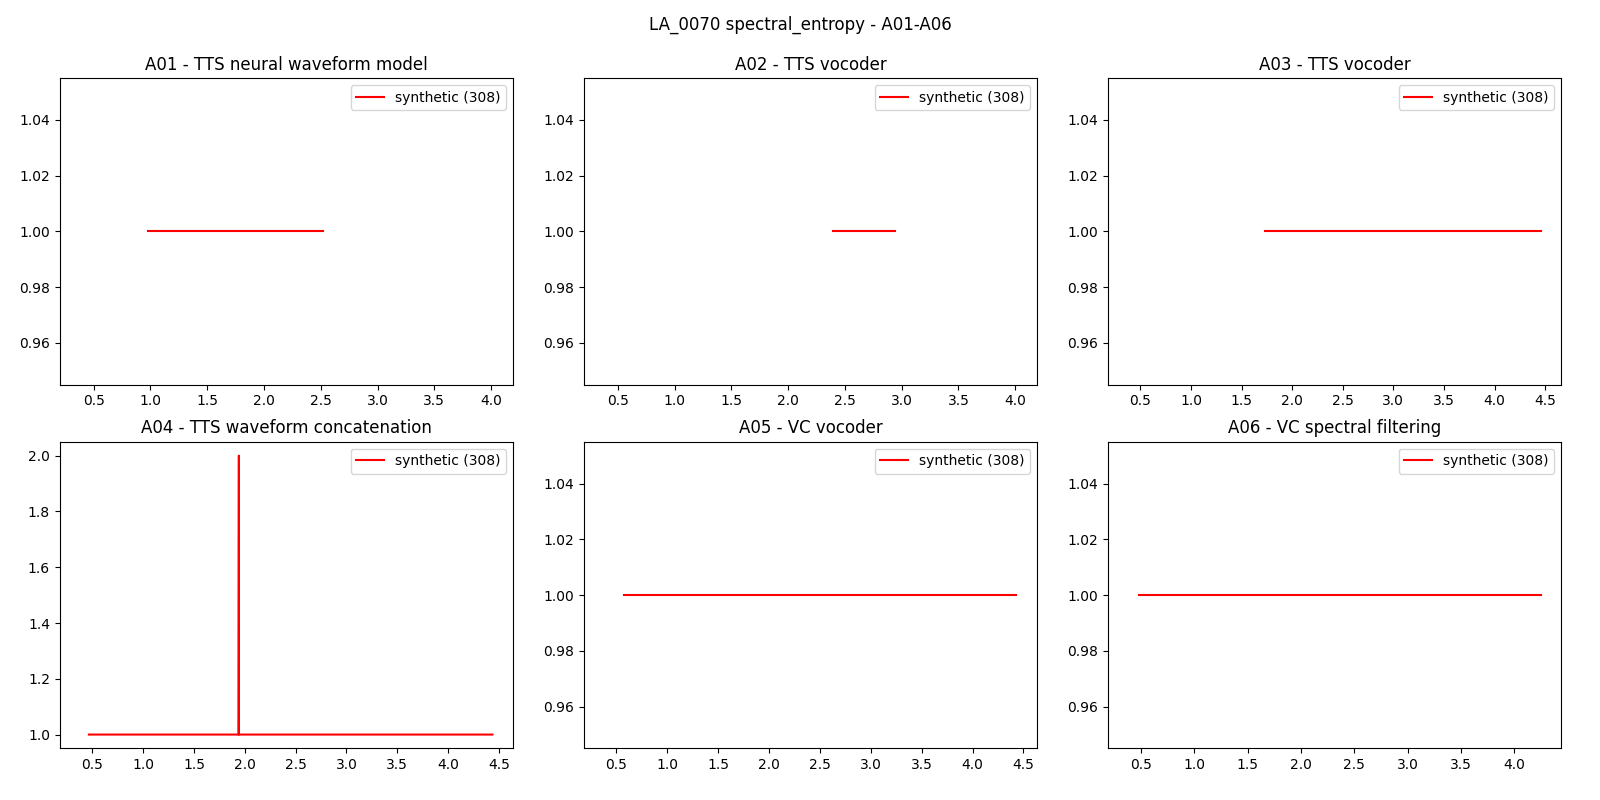 LA_0070 spectral_entropy - A01-A06
A01 - TTS neural waveform model
synthetic (308)
1.04
1.02
1.00
0.98
0.96
0.5 1.0 1.5 2.0 2.5 3.0 3.5 4.0
A02 - TTS vocoder
synthetic (308)
1.04
1.02
1.00
0.98
0.96
0.5 1.0 1.5 2.0 2.5 3.0 3.5 4.0
A03 - TTS vocoder
synthetic (308)
1.04
1.02
1.00
0.98
0.96
0.5 1.0 1.5 2.0 2.5 3.0 3.5 4.0 4.5
A04 - TTS waveform concatenation
synthetic (308)
2.0
1.8
1.6
1.4
1.2
1.0
0.5 1.0 1.5 2.0 2.5 3.0 3.5 4.0 4.5
A05 - VC vocoder
synthetic (308)
1.04
1.02
1.00
0.98
0.96
0.5 1.0 1.5 2.0 2.5 3.0 3.5 4.0 4.5
A06 - VC spectral filtering
synthetic (308)
1.04
1.02
1.00
0.98
0.96
0.5 1.0 1.5 2.0 2.5 3.0 3.5 4.0